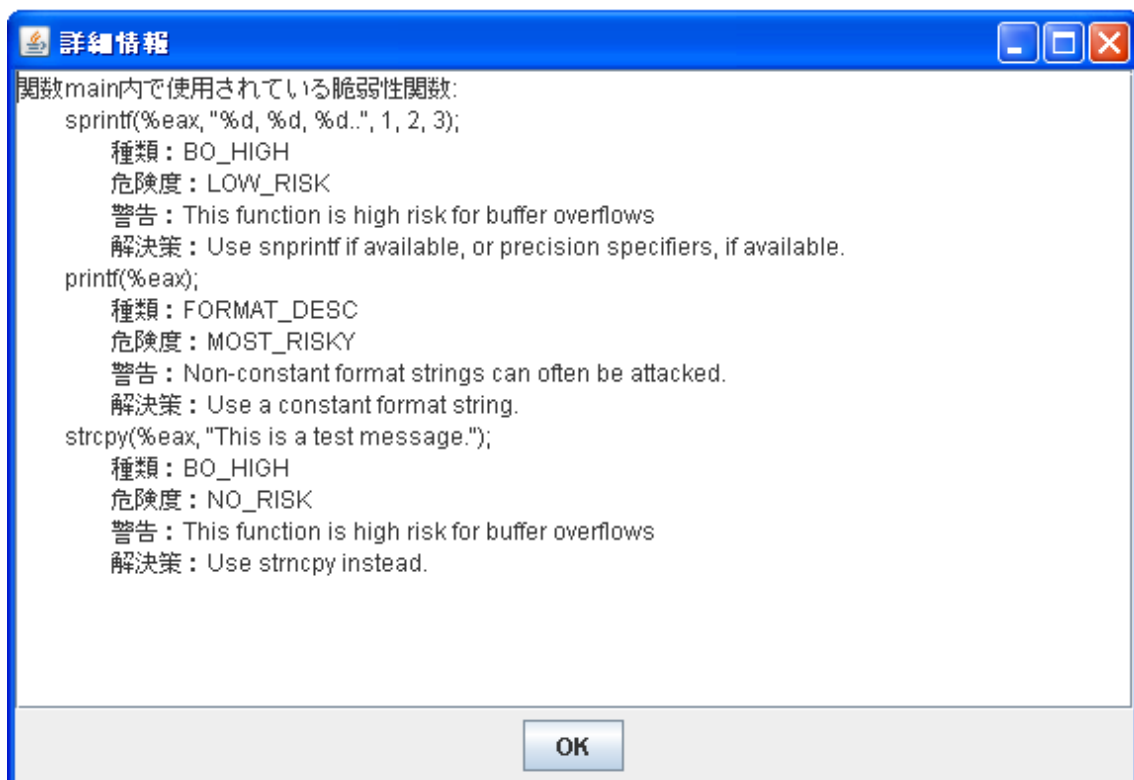 詳細情報
関数main内で使用されている脆弱性関数:
sprintf(%eax, "%d, %d, %d..", 1, 2, 3);
種類：BO_HIGH
危険度：LOW_RISK
警告：This function is high risk for buffer overflows
解決策：Use snprintf if available, or precision specifiers, if available.
printf(%eax);
種類：FORMAT_DESC
危険度：MOST_RISKY
警告：Non-constant format strings can often be attacked.
解決策：Use a constant format string.
strcpy(%eax, "This is a test message.");
種類：BO_HIGH
危険度：NO_RISK
警告：This function is high risk for buffer overflows
解決策：Use strncpy instead.
OK